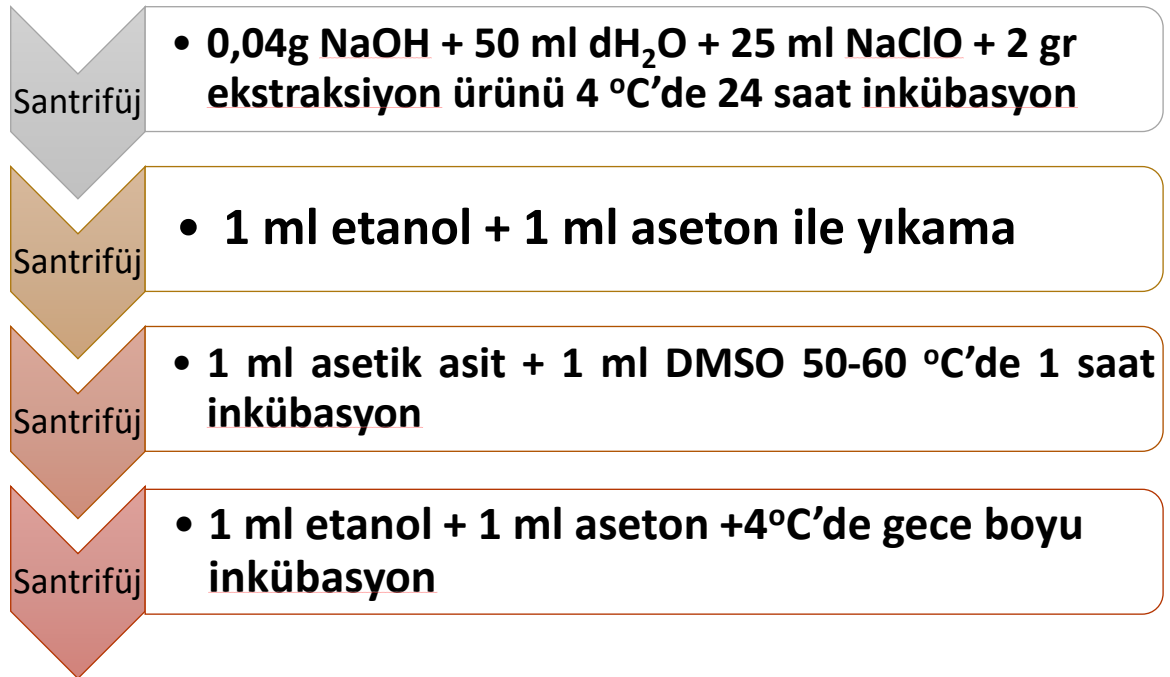 Santrifüj
• 0,04g NaOH + 50 ml dH₂O + 25 ml NaClO + 2 gr
ekstraksiyon ürünü 4 ᵒC’de 24 saat inkübasyon
Santrifüj
• 1 ml etanol + 1 ml aseton ile yıkama
Santrifüj
• 1 ml asetik asit + 1 ml DMSO 50-60 ᵒC’de 1 saat
inkübasyon
Santrifüj
• 1 ml etanol + 1 ml aseton +4ᵒC’de gece boyu
inkübasyon